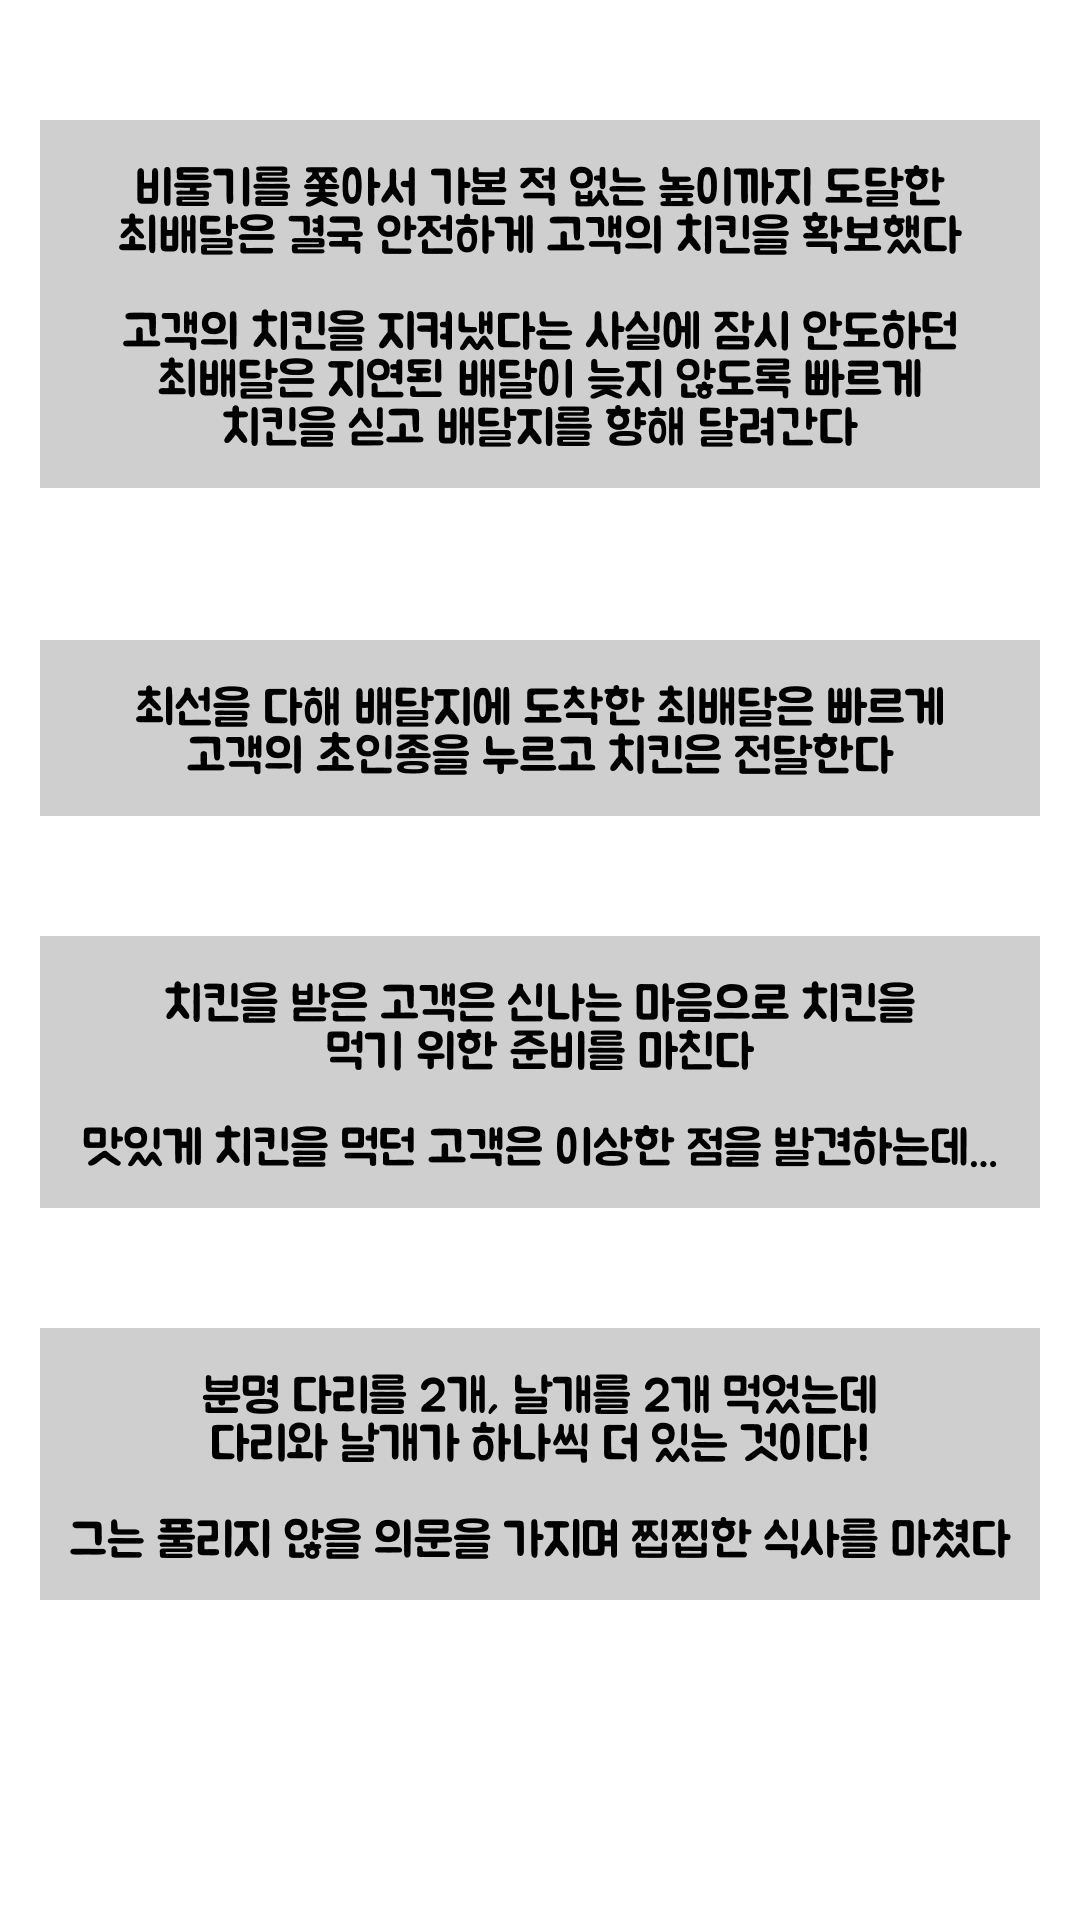 비둘기를 쫓아서 가본 적 없는 높이까지 도달한
최배달은 결국 안전하게 고객의 치킨을 확보했다
고객의 치킨을 지켜냈다는 사실에 잠시 안도하던
최배달은 지연된 배달이 늦지 않도록 빠르게
치킨을 싣고 배달지를 향해 달려간다
최선을 다해 배달지에 도착한 최배달은 빠르게
고객의 초인종을 누르고 치킨은 전달한다
치킨을 받은 고객은 신나는 마음으로 치킨을
먹기 위한 준비를 마친다
맛있게 치킨을 먹던 고객은 이상한 점을 발견하는데...
분명 다리를 2개, 날개를 2개 먹었는데
다리와 날개가 하나씩 더 있는 것이다!
그는 풀리지 않을 의문을 가지며 찝찝한 식사를 마쳤다